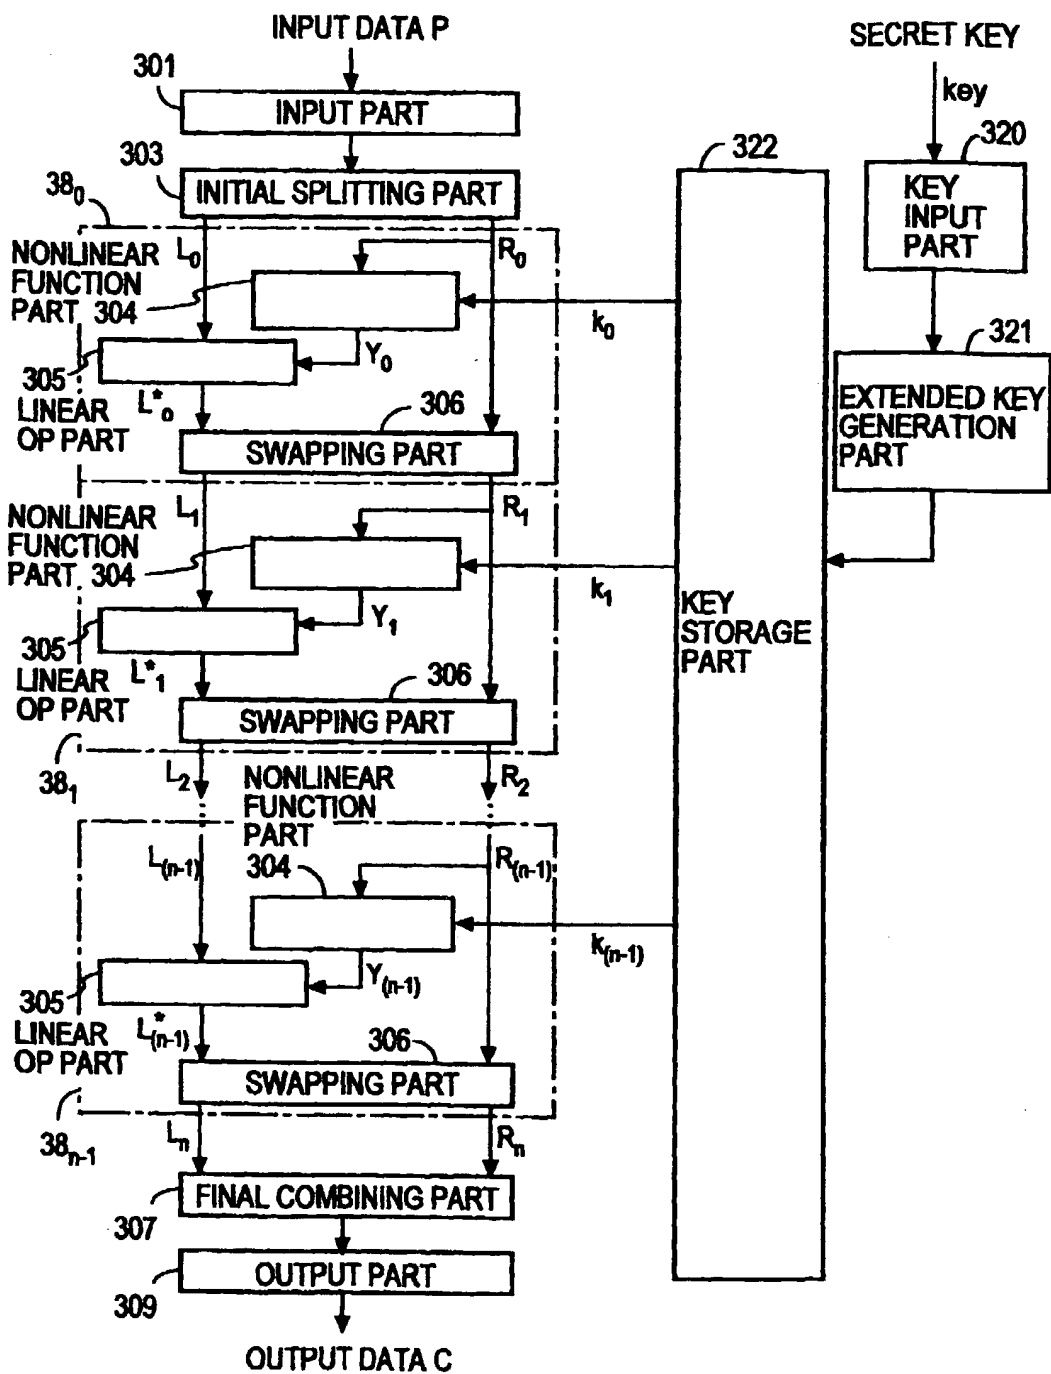 INPUT DATA P
SECRET KEY
301
key
INPUT PART
320
303
322
KEY
INPUT
PART
38₀
INITIAL SPLITTING PART
L₀
R₀
NONLINEAR
FUNCTION
PART 304
k₀
321
Y₀
305
LINEAR
OP PART
L*₀
306
EXTENDED KEY
GENERATION
PART
SWAPPING PART
L₁
R₁
NONLINEAR
FUNCTION
PART 304
k₁
KEY
STORAGE
PART
Y₁
305
LINEAR
OP PART
L*₁
306
SWAPPING PART
38₁
L₂
R₂
NONLINEAR
FUNCTION
PART
304
L(n-1)
R(n-1)
k(n-1)
Y(n-1)
305
LINEAR
OP PART
L*(n-1)
306
SWAPPING PART
38n-1
Ln
Rn
FINAL COMBINING PART
307
OUTPUT PART
309
OUTPUT DATA C